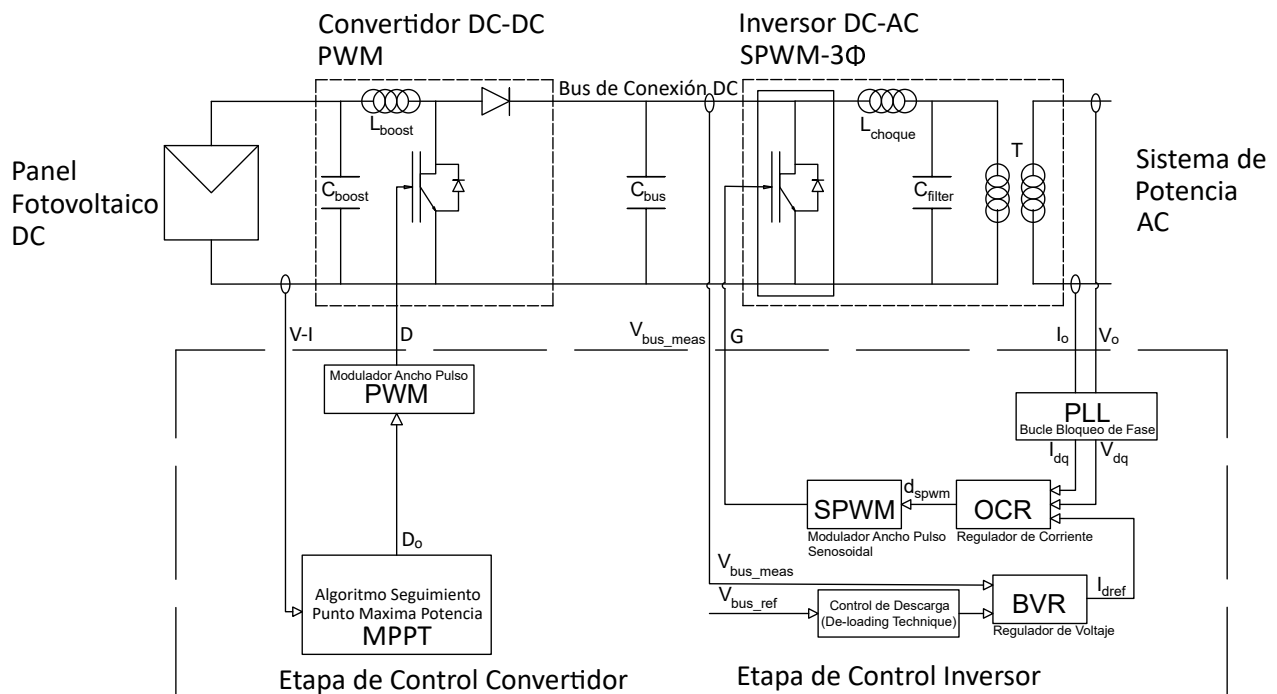 Convertidor DC-DC
PWM
Inversor DC-AC
SPWM-3Φ
Bus de Conexión DC
L_boost
L_choque
T
Panel
Fotovoltaico
DC
C_boost
C_bus
C_filter
Sistema de
Potencia
AC
V-I
D
V_bus_meas
G
I_o
V_o
Modulador Ancho Pulso
PWM
PLL
Bucle Bloqueo de Fase
I_dq
V_dq
d_spwm
SPWM
OCR
Modulador Ancho Pulso
Senosoidal
Regulador de Corriente
D_o
V_bus_meas
Algoritmo Seguimiento
Punto Maxima Potencia
MPPT
V_bus_ref
Control de Descarga
(De-loading Technique)
BVR
I_dref
Regulador de Voltaje
Etapa de Control Convertidor
Etapa de Control Inversor